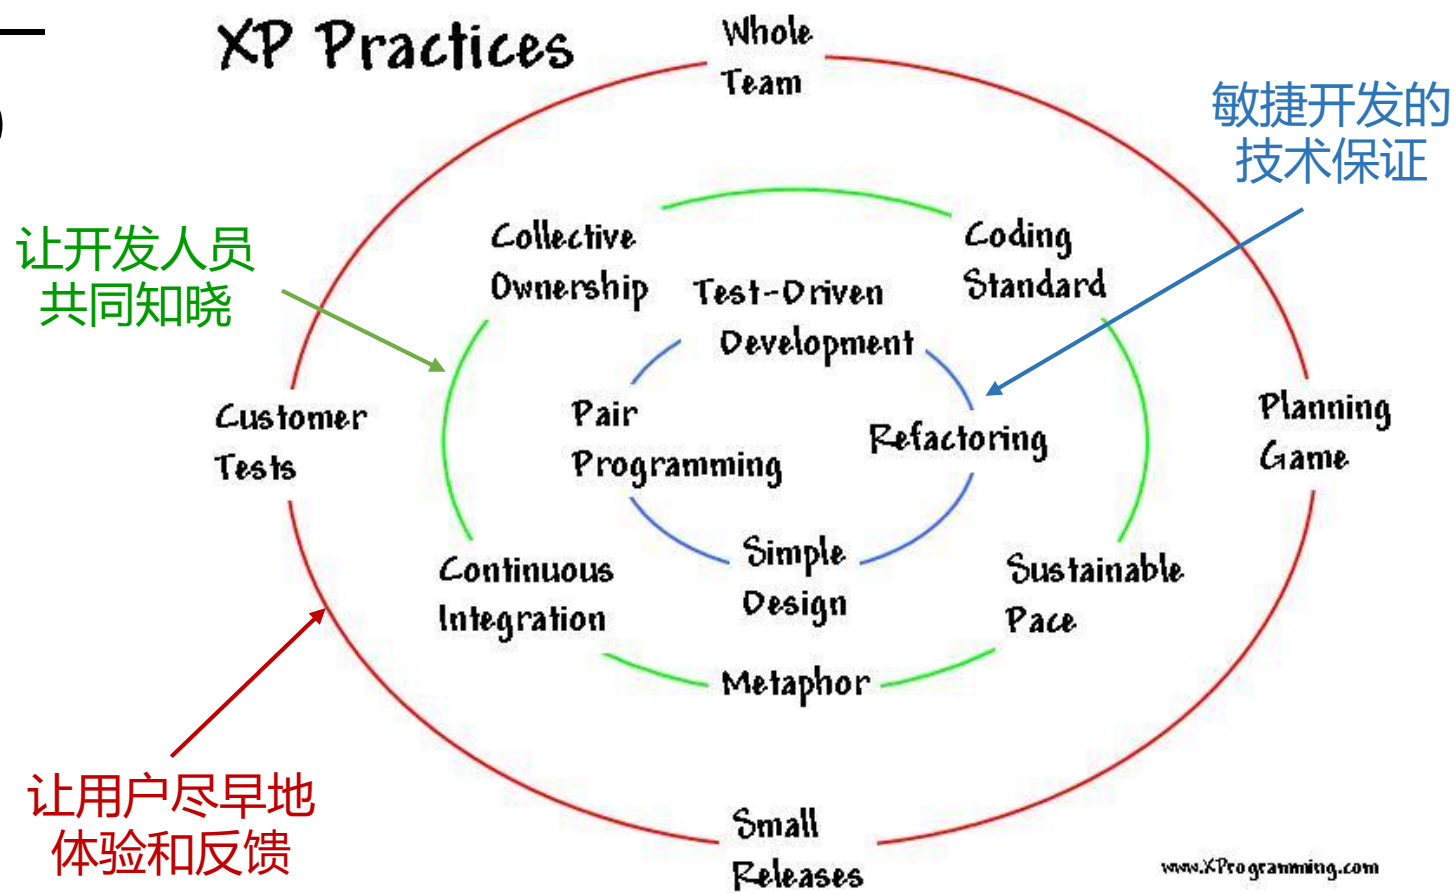 XP Practices
)
Whole
Team
敏捷开发的
技术保证
让开发人员
共同知晓
Collective
Ownership
Coding
Standard
Test-Driven
Development
Customer
Tests
Pair
Programming
Refactoring
Planning
Game
Continuous
Integration
Simple
Design
Sustainable
Pace
Metaphor
让用户尽早地
体验和反馈
Small
Releases
www.XProgramming.com